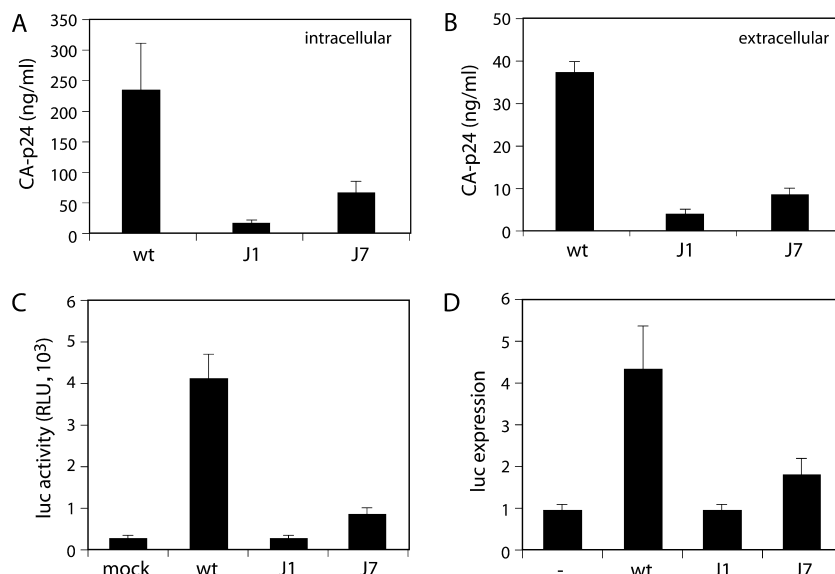 A
350
300
250
200
150
100
50
0
CA-p24 (ng/ml)
intracellular
wt J1 J7
B
50
40
30
20
10
0
CA-p24 (ng/ml)
extracellular
wt J1 J7
C
6
5
4
3
2
1
0
luc activity (RLU, 10³)
mock wt J1 J7
D
6
5
4
3
2
1
0
luc expression
- wt J1 J7